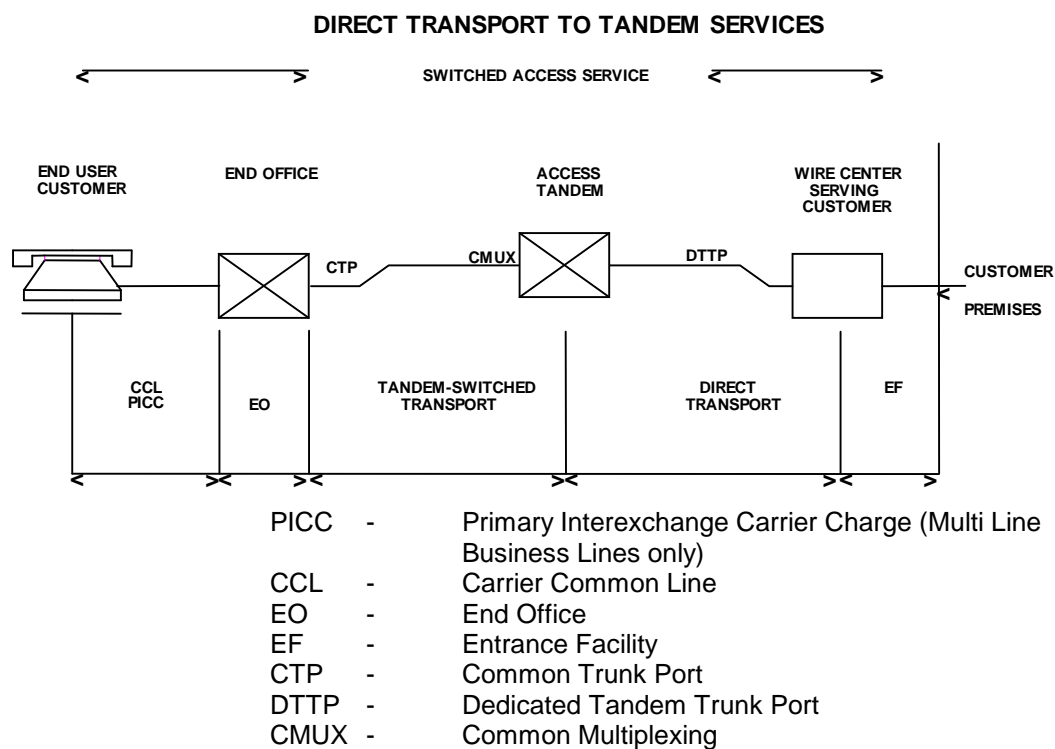 DIRECT TRANSPORT TO TANDEM SERVICES
SWITCHED ACCESS SERVICE
END USER
CUSTOMER
END OFFICE
ACCESS
TANDEM
WIRE CENTER
SERVING
CUSTOMER
CTP
CMUX
DTTP
CUSTOMER
PREMISES
CCL
PICC
EO
TANDEM-SWITCHED
TRANSPORT
DIRECT
TRANSPORT
EF
PICC - Primary Interexchange Carrier Charge (Multi Line
Business Lines only)
CCL - Carrier Common Line
EO - End Office
EF - Entrance Facility
CTP - Common Trunk Port
DTTP - Dedicated Tandem Trunk Port
CMUX - Common Multiplexing